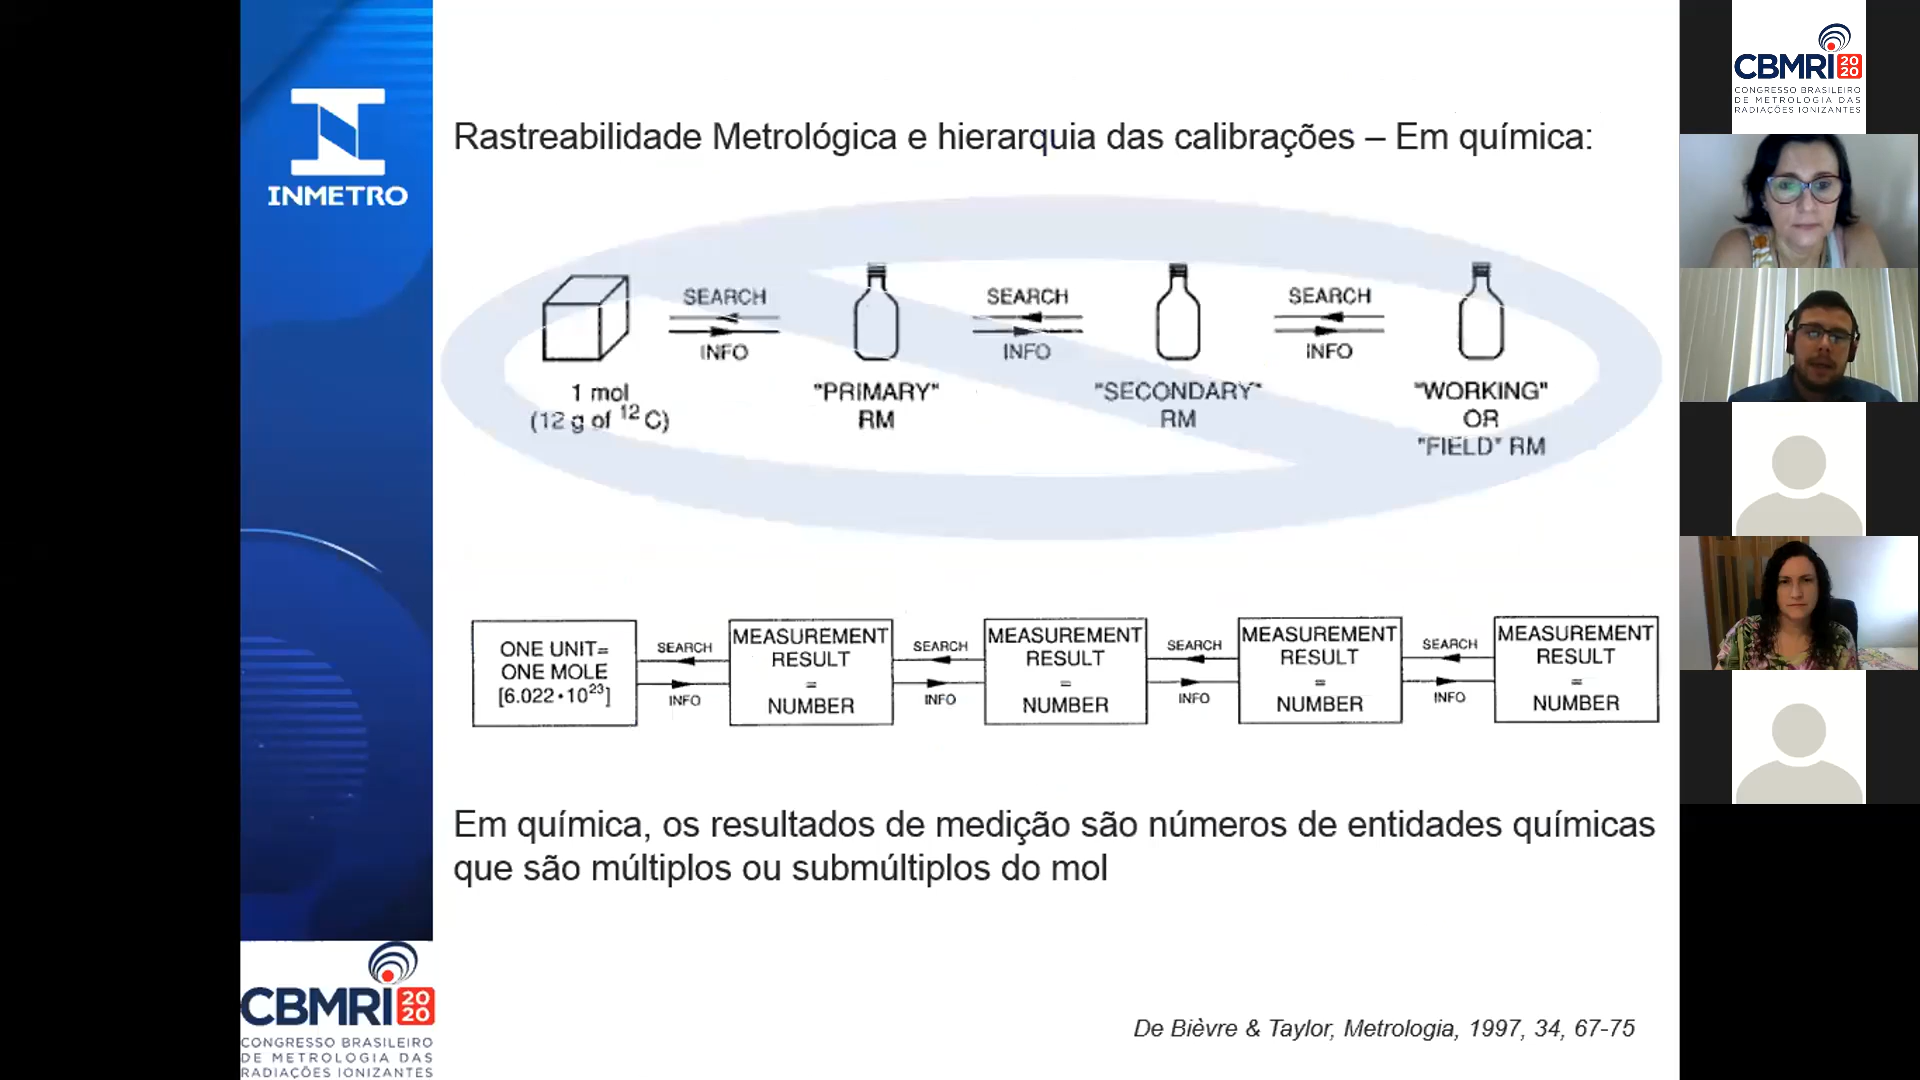 INMETRO
Rastreabilidade Metrológica e hierarquia das calibrações – Em química:
SEARCH
INFO
SEARCH
INFO
SEARCH
INFO
1 mol
(12 g of ¹² C)
"PRIMARY"
RM
"SECONDARY"
RM
"WORKING"
OR
"FIELD" RM
ONE UNIT=
ONE MOLE
[6.022•10²³]
SEARCH
INFO
MEASUREMENT
RESULT
=
NUMBER
SEARCH
INFO
MEASUREMENT
RESULT
=
NUMBER
SEARCH
INFO
MEASUREMENT
RESULT
=
NUMBER
SEARCH
INFO
MEASUREMENT
RESULT
=
NUMBER
Em química, os resultados de medição são números de entidades químicas
que são múltiplos ou submúltiplos do mol
De Bièvre & Taylor, Metrologia, 1997, 34, 67-75
CBMRI 20 20
CONGRESSO BRASILEIRO
DE METROLOGIA DAS
RADIAÇÕES IONIZANTES
CBMRI 20 20
CONGRESSO BRASILEIRO
DE METROLOGIA DAS
RADIAÇÕES IONIZANTES